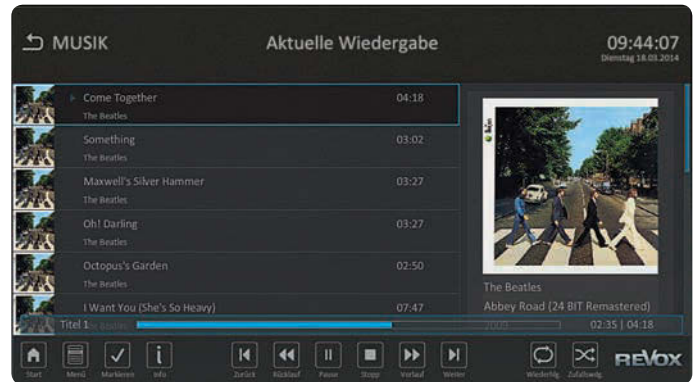 MUSIK
Aktuelle Wiedergabe
09:44:07
Dienstag 18.03.2014
Come Together 04:18
The Beatles
Something 03:02
The Beatles
Maxwell's Silver Hammer 03:27
The Beatles
Oh! Darling 03:27
The Beatles
Octopus's Garden 02:50
The Beatles
I Want You (She's So Heavy) 07:47
The Beatles
Abbey Road (24 BIT Remastered)
2009
Titel 1
02:35 | 04:18
Start Menü Markieren Info Zurück Rücklauf Pause Stopp Vorlauf Weiter Wiederhlg. Zufallswdg.
REVOX